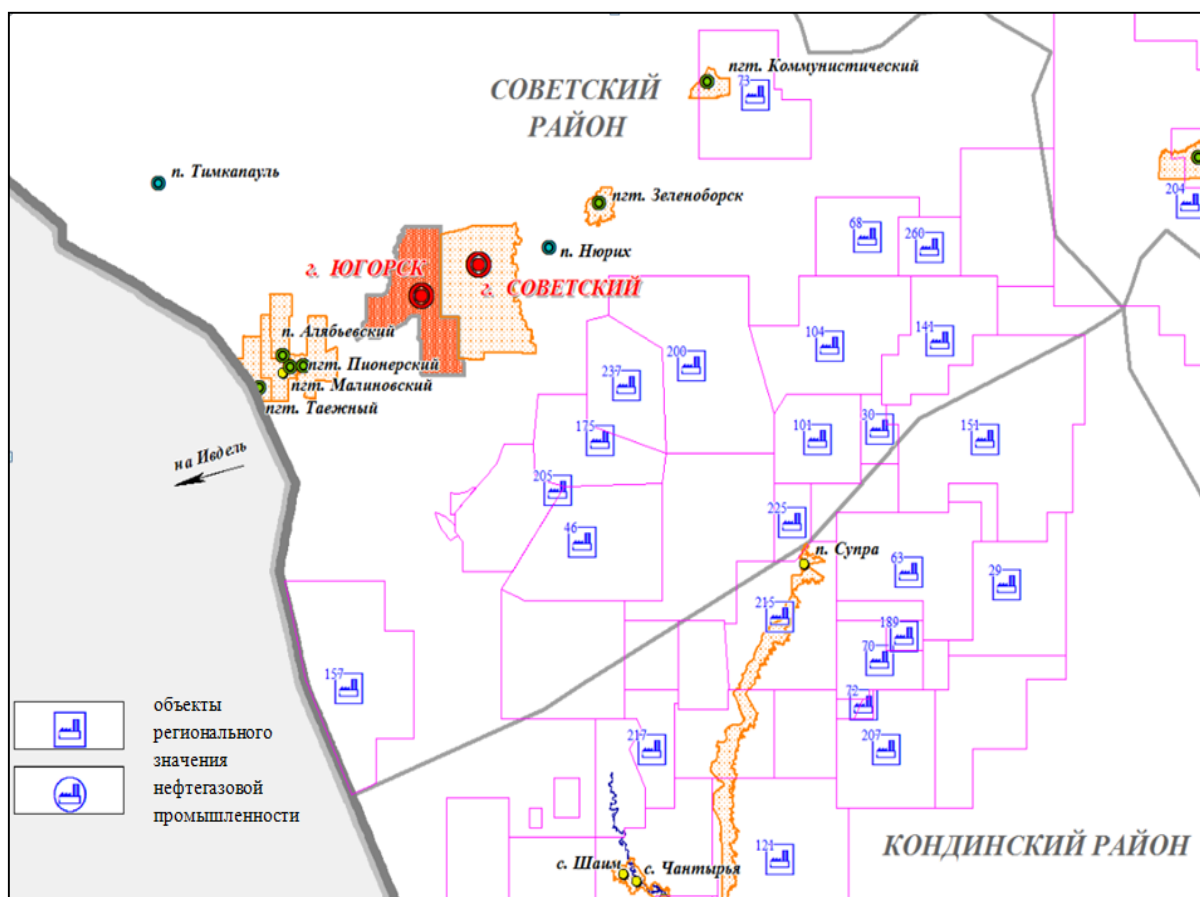 пгт. Коммунистический
73
СОВЕТСКИЙ
РАЙОН
п. Тимкапауль
204
пгт. Зеленоборск
68
260
п. Нюрих
г. ЮГОРСК
г. СОВЕТСКИЙ
п. Алябьевский
104
141
200
пгт. Пионерский
237
пгт. Малиновский
пгт. Таежный
175
101
30
151
на Ивдель
205
225
46
п. Супра
63
29
215
189
70
157
72
объекты
регионального
значения
нефтегазовой
промышленности
217
207
КОНДИНСКИЙ РАЙОН
121
с. Шаим
с. Чантырья